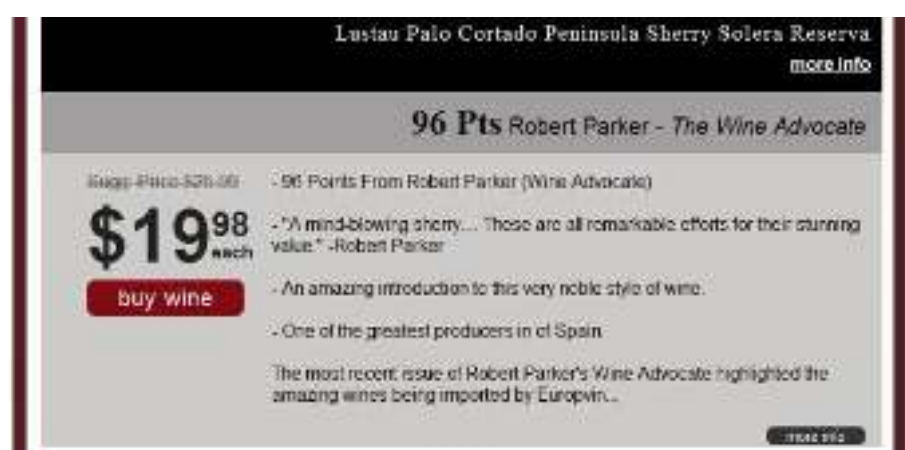 Lustau Palo Cortado Peninsula Sherry Solera Reserva
more info
96 Pts Robert Parker - The Wine Advocate
Sugg Price
$19 98
each
buy wine
- 96 Points From Robert Parker (Wine Advocate)
- "A mind-blowing sherry.... These are all remarkable efforts for their stunning
value." -Robert Parker
- An amazing introduction to this very noble style of wine.
- One of the greatest producers in of Spain
The most recent issue of Robert Parker's Wine Advocate highlighted the
amazing wines being imported by Europvin...
more info